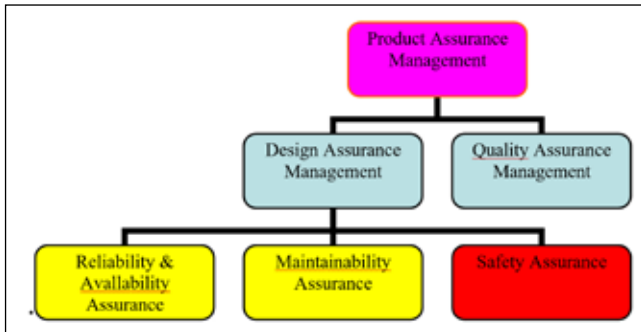 Product Assurance
Management
Design Assurance
Management
Quality Assurance
Management
Reliability &
Avallability
Assurance
Maintainability
Assurance
Safety Assurance
.